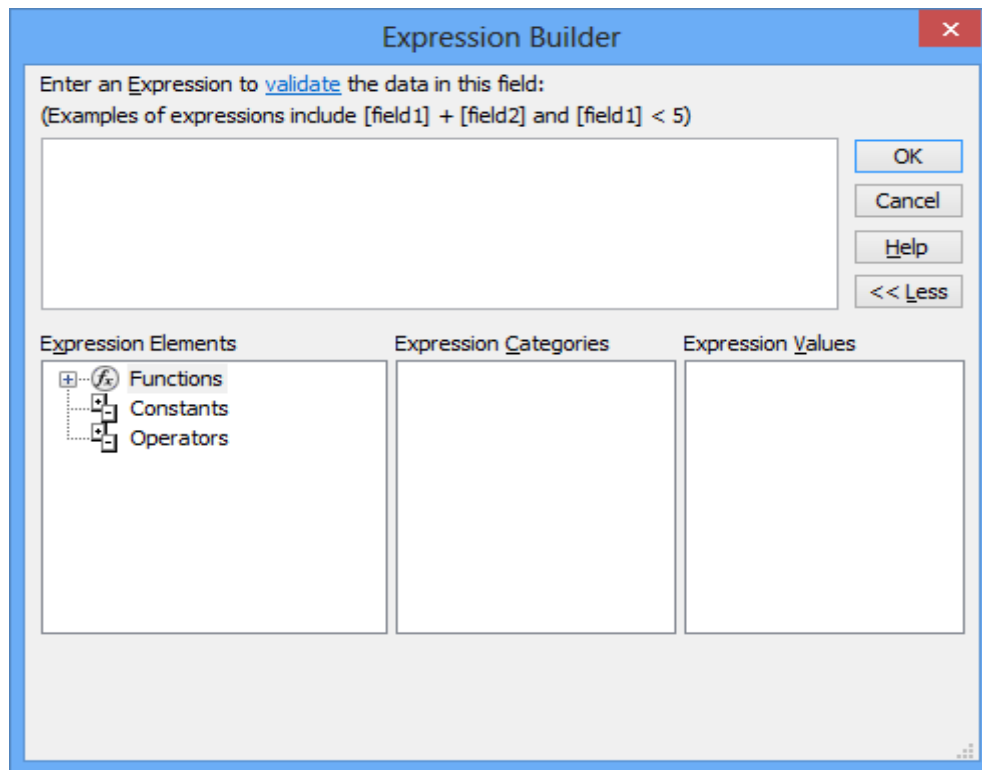 Expression Builder
Enter an Expression to validate the data in this field:
(Examples of expressions include [field1] + [field2] and [field1] < 5)
OK
Cancel
Help
<< Less
Expression Elements
Expression Categories
Expression Values
Functions
Constants
Operators